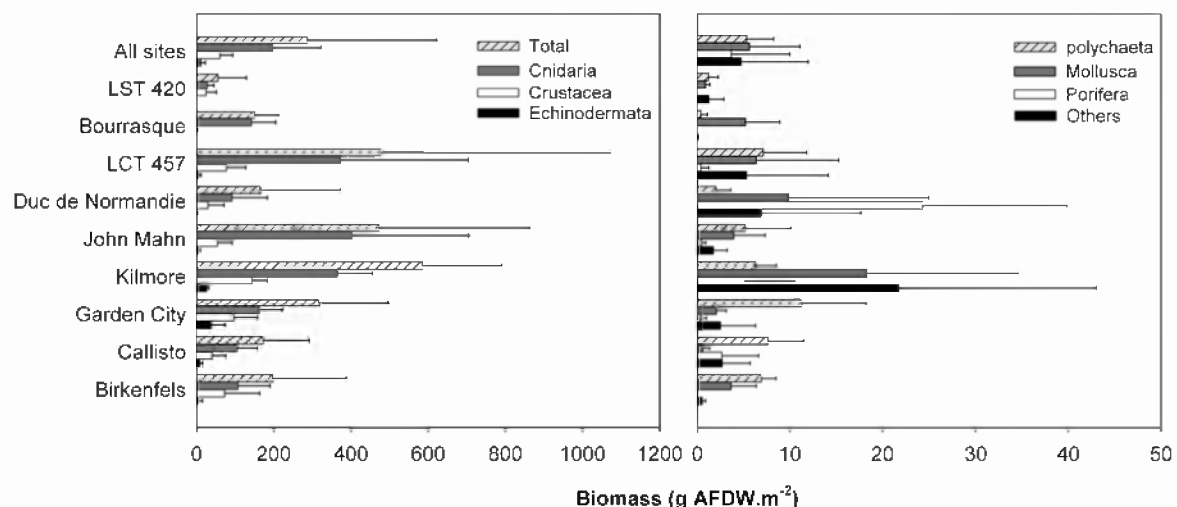 All sites
LST 420
Bourrasque
LCT 457
Duc de Normandie
John Mahn
Kilmore
Garden City
Callisto
Birkenfels
Total
Cnidaria
Crustacea
Echinodermata
0 200 400 600 800 1000 1200
polychaeta
Mollusca
Porifera
Others
0 10 20 30 40 50
Biomass (g AFDW.m-2)